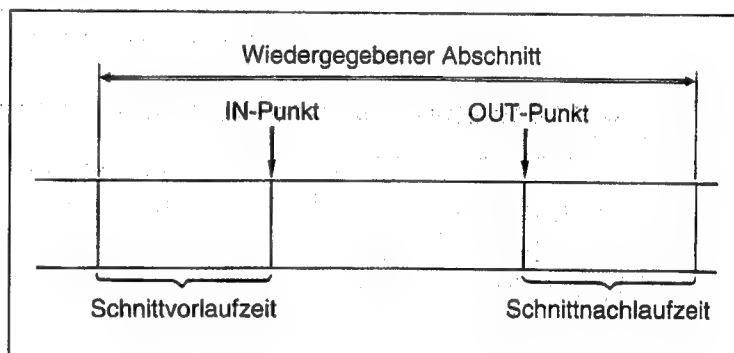 Wiedergegebener Abschnitt
IN-Punkt
OUT-Punkt
Schnittvorlaufzeit
Schnittnachlaufzeit